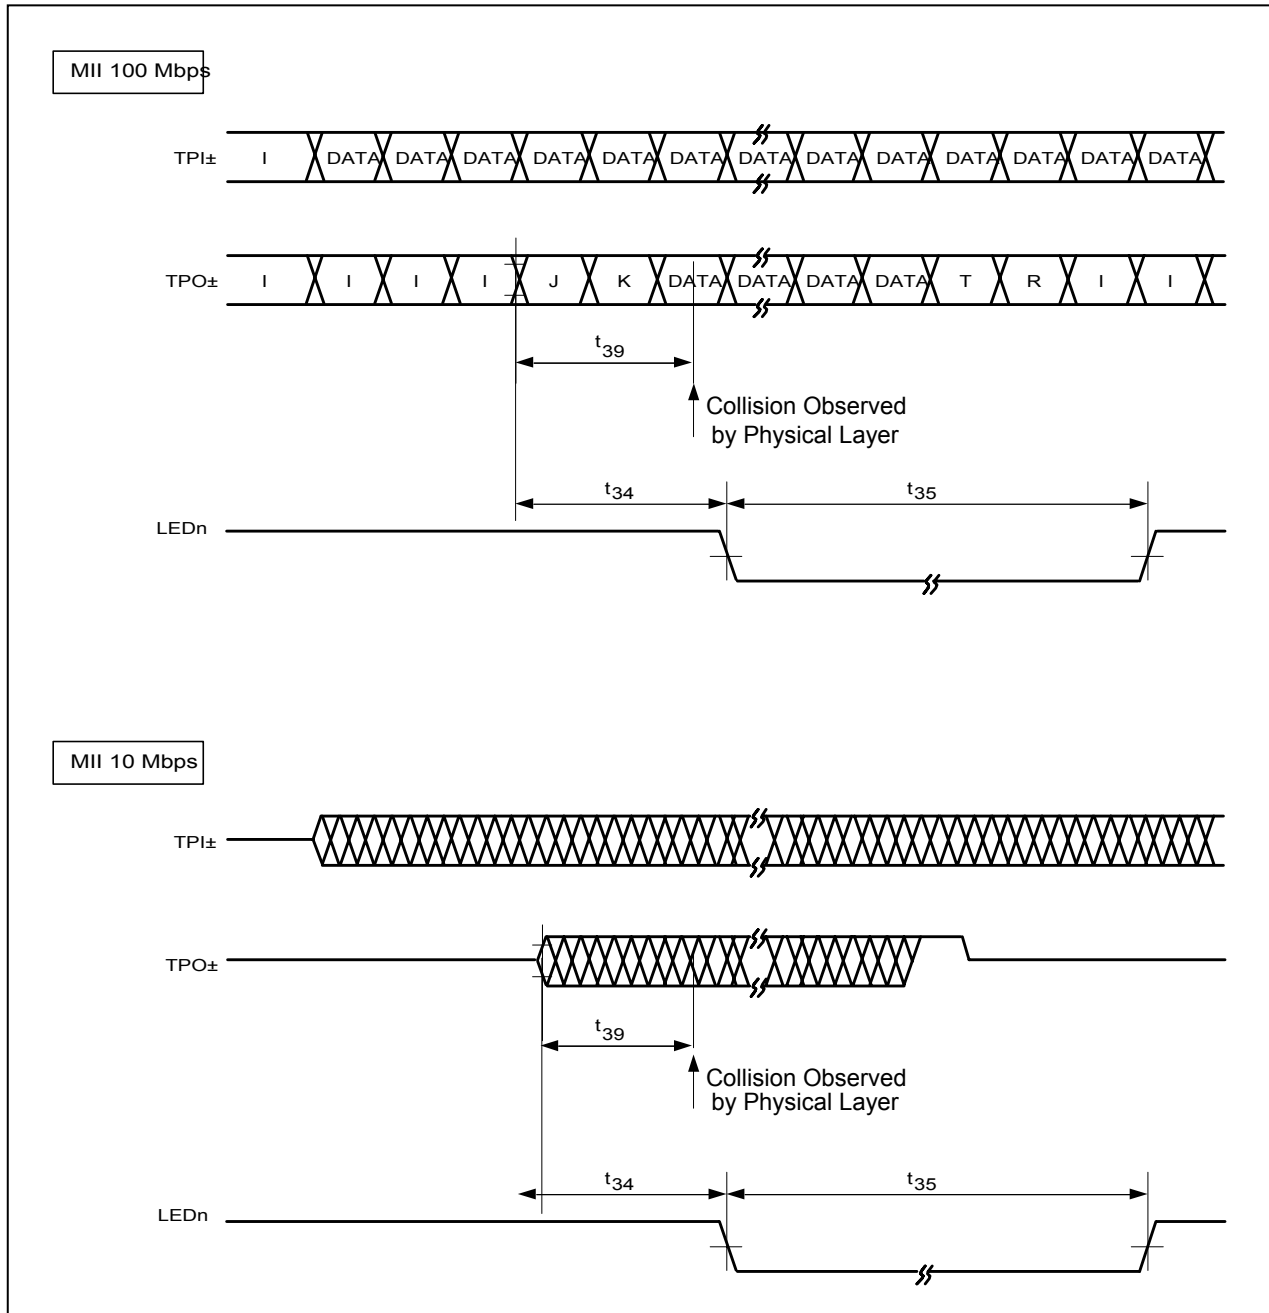 MII 100 Mbps
TPI± I DATA DATA DATA DATA DATA DATA DATA DATA DATA DATA DATA DATA DATA
TPO± I I I I J K DATA DATA DATA DATA T R I I
t39
Collision Observed
by Physical Layer
t34 t35
LEDn
MII 10 Mbps
TPI±
TPO±
t39
Collision Observed
by Physical Layer
t34 t35
LEDn